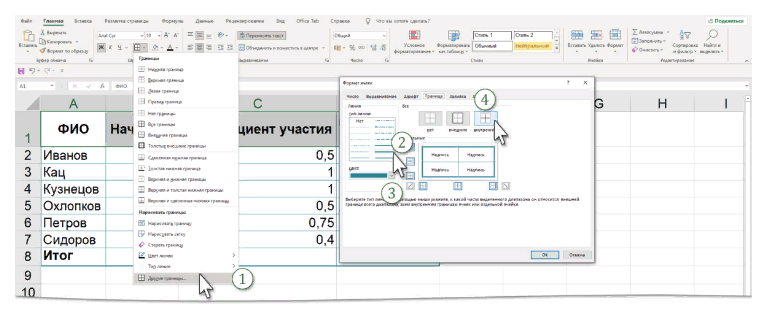 Файл Главная Вставка Разметка страницы Формулы Данные Рецензирование Вид Office Tab Справка Что вы хотите сделать? Поделиться
Вставить
Вырезать
Копировать
Формат по образцу
Буфер обмена
Arial Cyr 10
Ж К Ч
Перенести текст
Объединить и поместить в центре
Выравнивание
Общий
Число
Условное форматирование
Форматировать как таблицу
Стиль 1 Стиль 2
Обычный Нейтральный
Стили
Вставить Удалить Формат
Ячейки
Автосумма
Заполнить
Очистить
Сортировка и фильтр
Найти и выделить
Редактирование
A1 ФИО
Границы
Нижняя граница
Верхняя граница
Левая граница
Правая граница
Нет границы
Все границы
Внешние границы
Толстые внешние границы
Сдвоенная нижняя граница
Толстая нижняя граница
Верхняя и нижняя границы
Верхняя и толстая нижняя границы
Верхняя и сдвоенная нижняя границы
Нарисовать границы
Нарисовать границу
Нарисовать сетку
Стереть границу
Цвет линии
Тип линии
Другие границы...
1
A C G H I
1 ФИО Нач циент участия
2 Иванов 0,5
3 Кац 1
4 Кузнецов 1
5 Охлопков 0,5
6 Петров 0,75
7 Сидоров 0,4
8 Итог
9
10
Формат ячеек ? ×
Число Выравнивание Шрифт Граница Заливка
Линия
тип линии:
Нет
цвет:
Все
нет внешние внутренние
Надпись Надпись
Надпись Надпись
2
3
4
ОК Отмена